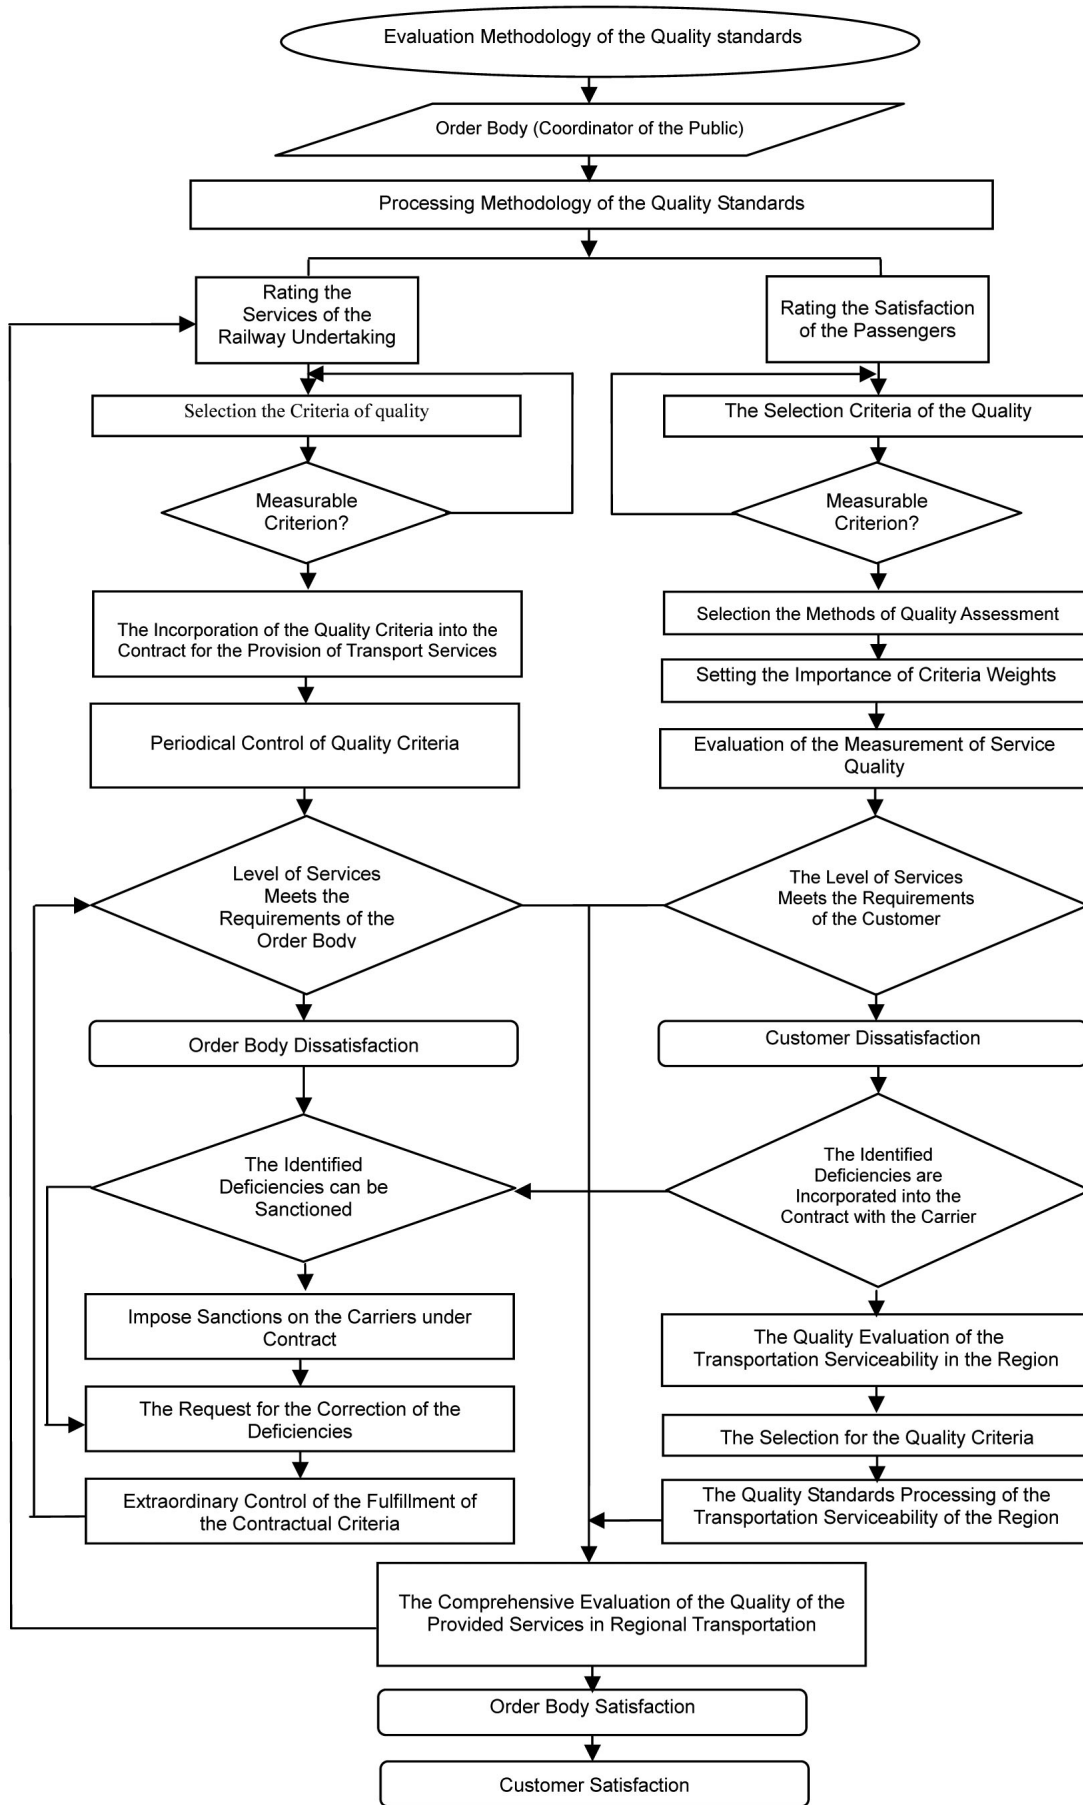 Evaluation Methodology of the Quality standards
Order Body (Coordinator of the Public)
Processing Methodology of the Quality Standards
Rating the
Services of the
Railway Undertaking
Rating the Satisfaction
of the Passengers
Selection the Criteria of quality
The Selection Criteria of the Quality
Measurable
Criterion?
Measurable
Criterion?
The Incorporation of the Quality Criteria into the
Contract for the Provision of Transport Services
Selection the Methods of Quality Assessment
Setting the Importance of Criteria Weights
Periodical Control of Quality Criteria
Evaluation of the Measurement of Service
Quality
Level of Services
Meets the
Requirements of the
Order Body
The Level of Services
Meets the Requirements
of the Customer
Order Body Dissatisfaction
Customer Dissatisfaction
The Identified
Deficiencies can be
Sanctioned
The Identified
Deficiencies are
Incorporated into the
Contract with the Carrier
Impose Sanctions on the Carriers under
Contract
The Quality Evaluation of the
Transportation Serviceability in the Region
The Request for the Correction of the
Deficiencies
The Selection for the Quality Criteria
Extraordinary Control of the Fulfillment of
the Contractual Criteria
The Quality Standards Processing of the
Transportation Serviceability of the Region
The Comprehensive Evaluation of the Quality of the
Provided Services in Regional Transportation
Order Body Satisfaction
Customer Satisfaction